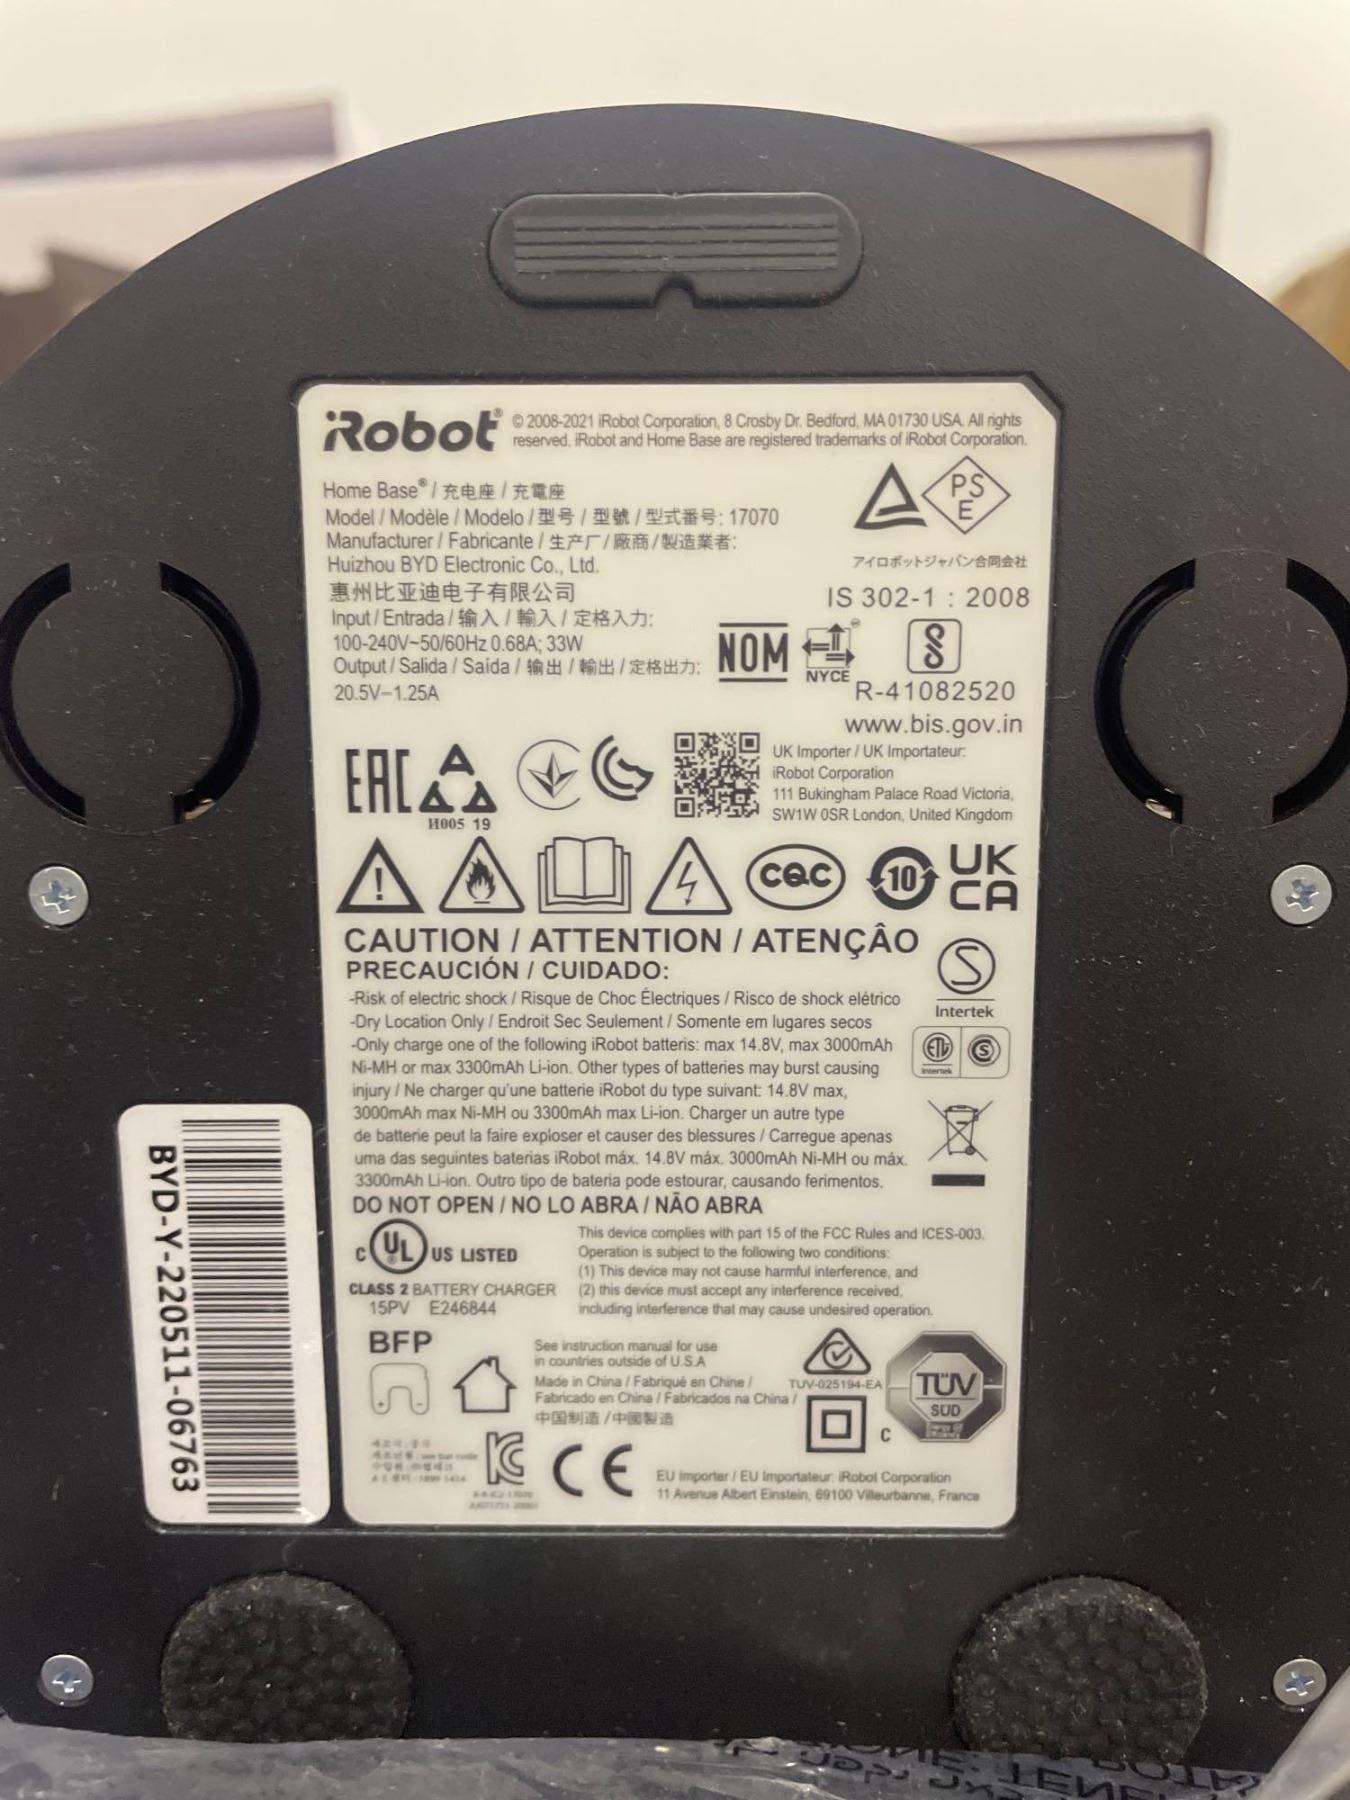 iRobot®
© 2008-2021 iRobot Corporation, 8 Crosby Dr. Bedford, MA 01730 USA. All rights
reserved. iRobot and Home Base are registered trademarks of iRobot Corporation.
Home Base® / 充电座 / 充電座
Model / Modèle / Modelo / 型号 / 型號 / 型式番号: 17070
Manufacturer / Fabricante / 生产厂 / 廠商 / 製造業者:
Huizhou BYD Electronic Co., Ltd.
惠州比亚迪电子有限公司
Input / Entrada / 输入 / 輸入 / 定格入力:
100-240V~50/60Hz 0.68A; 33W
Output / Salida / Saída / 输出 / 輸出 / 定格出力:
20.5V⎓1.25A
PS
E
アイロボットジャパン合同会社
IS 302-1 : 2008
NOM
NYCE
R-41082520
www.bis.gov.in
EAC
И005 19
UK Importer / UK Importateur:
iRobot Corporation
111 Bukingham Palace Road Victoria,
SW1W 0SR London, United Kingdom
CQC
10
UK
CA
CAUTION / ATTENTION / ATENÇÂO
PRECAUCIÓN / CUIDADO:
S
Intertek
-Risk of electric shock / Risque de Choc Électriques / Risco de shock elétrico
-Dry Location Only / Endroit Sec Seulement / Somente em lugares secos
-Only charge one of the following iRobot batteris: max 14.8V, max 3000mAh
Ni-MH or max 3300mAh Li-ion. Other types of batteries may burst causing
injury / Ne charger qu'une batterie iRobot du type suivant: 14.8V max,
3000mAh max Ni-MH ou 3300mAh max Li-ion. Charger un autre type
de batterie peut la faire exploser et causer des blessures / Carregue apenas
uma das seguintes baterias iRobot máx. 14.8V máx. 3000mAh Ni-MH ou máx.
3300mAh Li-ion. Outro tipo de bateria pode estourar, causando ferimentos.
ETL
Intertek
S
DO NOT OPEN / NO LO ABRA / NÃO ABRA
C UL® US LISTED
CLASS 2 BATTERY CHARGER
15PV E246844
This device complies with part 15 of the FCC Rules and ICES-003.
Operation is subject to the following two conditions:
(1) This device may not cause harmful interference, and
(2) this device must accept any interference received,
including interference that may cause undesired operation.
BFP
See instruction manual for use
in countries outside of U.S.A
Made in China / Fabriqué en Chine /
Fabricado en China / Fabricados na China /
中国制造 / 中國製造
TUV-025194-EA
TÜV
SÜD
C
CE
EU Importer / EU Importateur: iRobot Corporation
11 Avenue Albert Einstein, 69100 Villeurbanne, France
BYD-Y-220511-06763